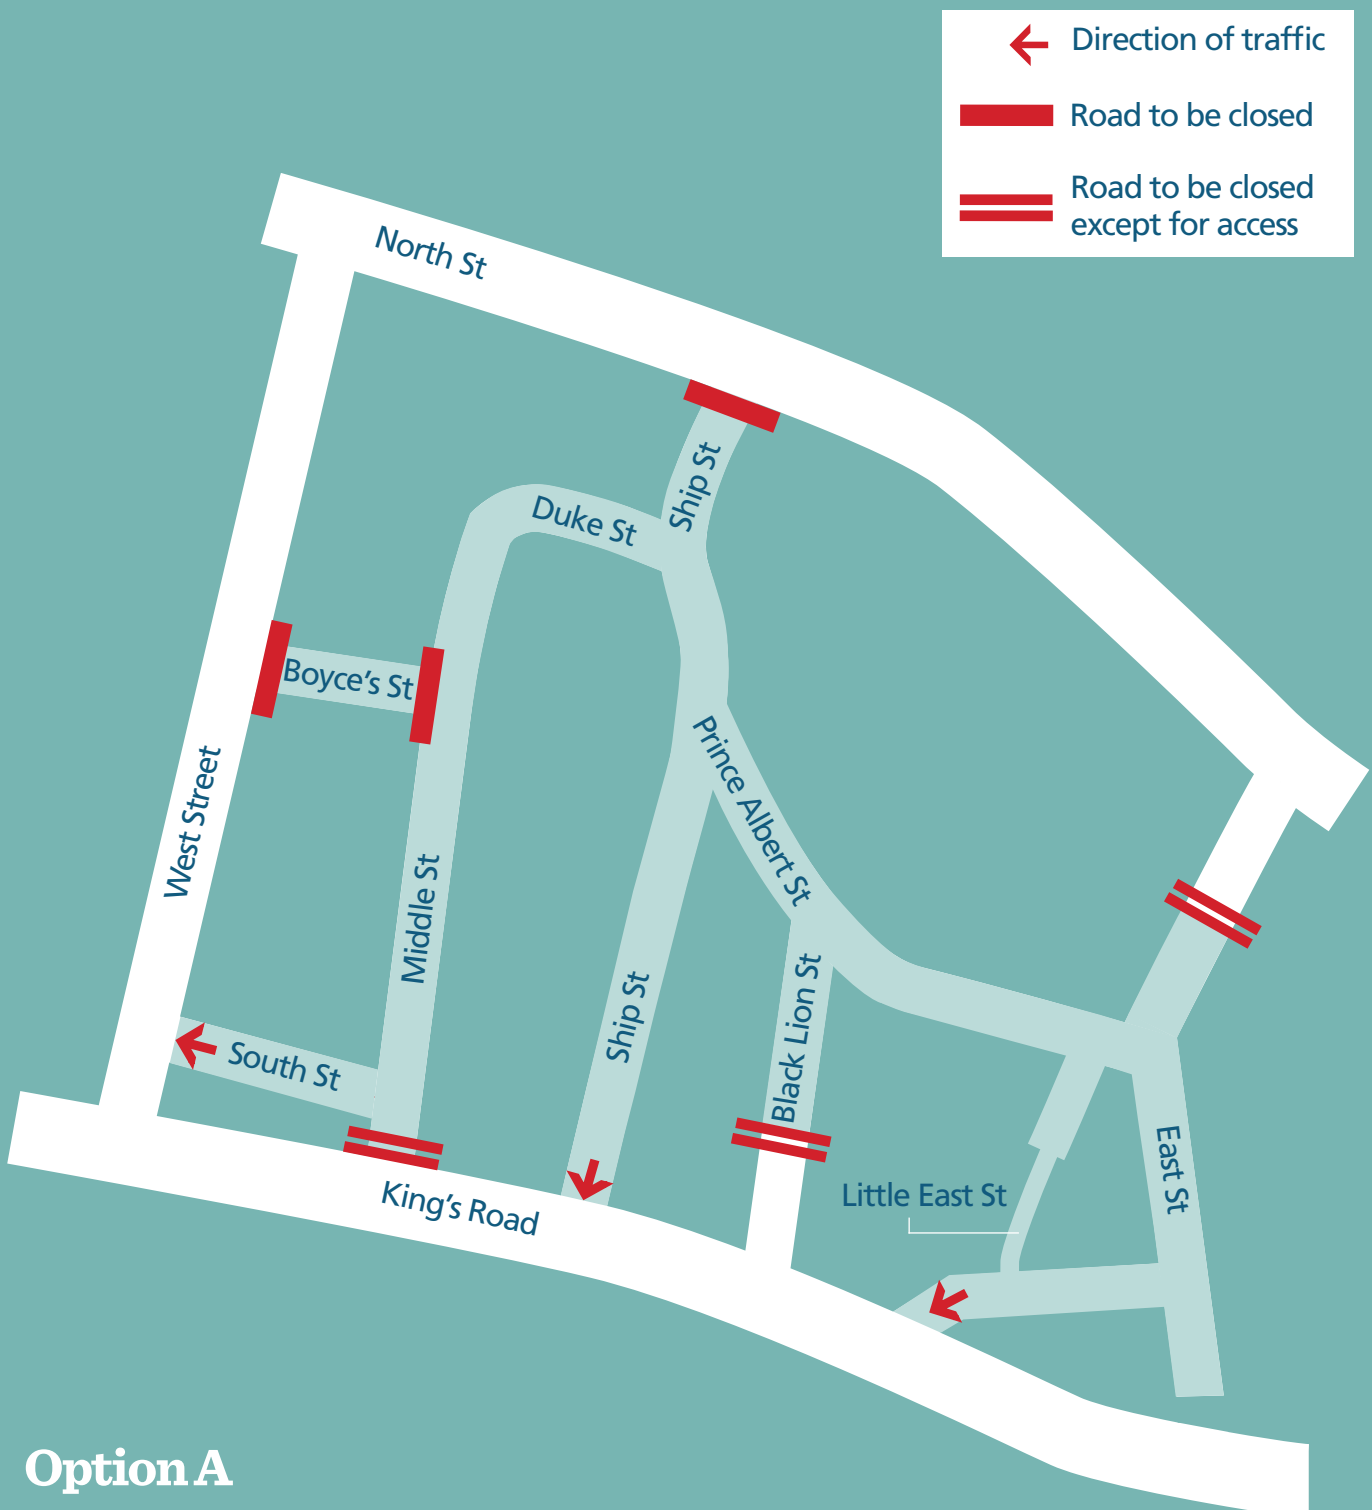 Direction of traffic
Road to be closed
Road to be closed
except for access
North St
Ship St
Duke St
Boyce's St
Prince Albert St
West Street
Middle St
Ship St
Black Lion St
South St
East St
Little East St
King's Road
Option A